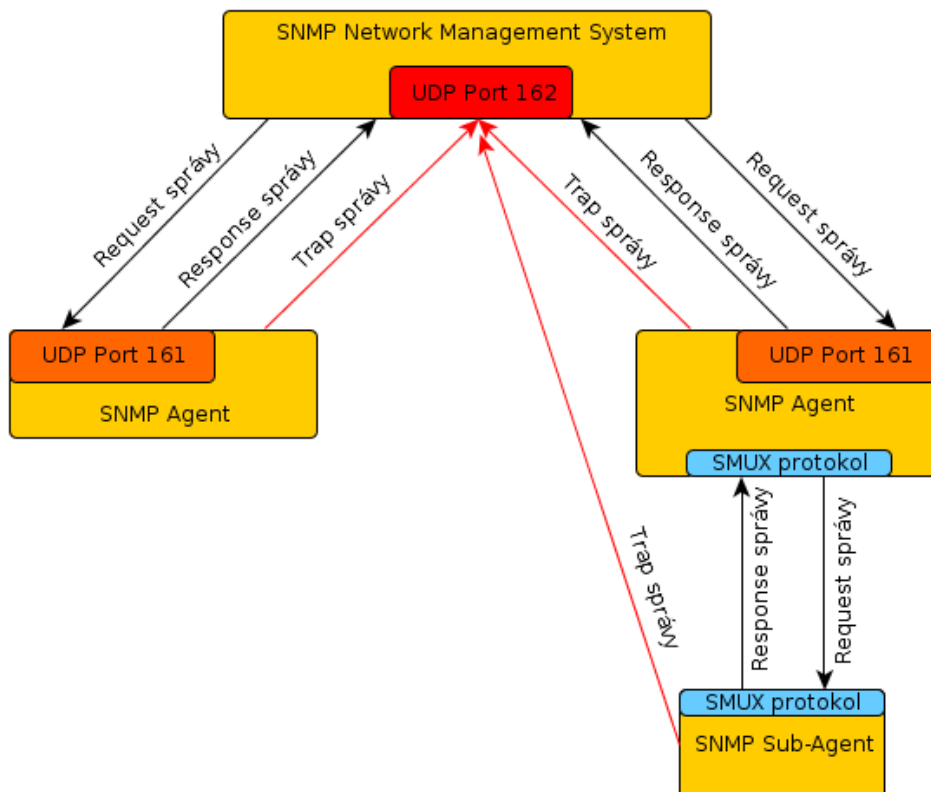 SNMP Network Management System
UDP Port 162
Request správy
Response správy
Trap správy
Trap správy
Response správy
Request správy
UDP Port 161
SNMP Agent
UDP Port 161
SNMP Agent
SMUX protokol
Trap správy
Response správy
Request správy
SMUX protokol
SNMP Sub-Agent